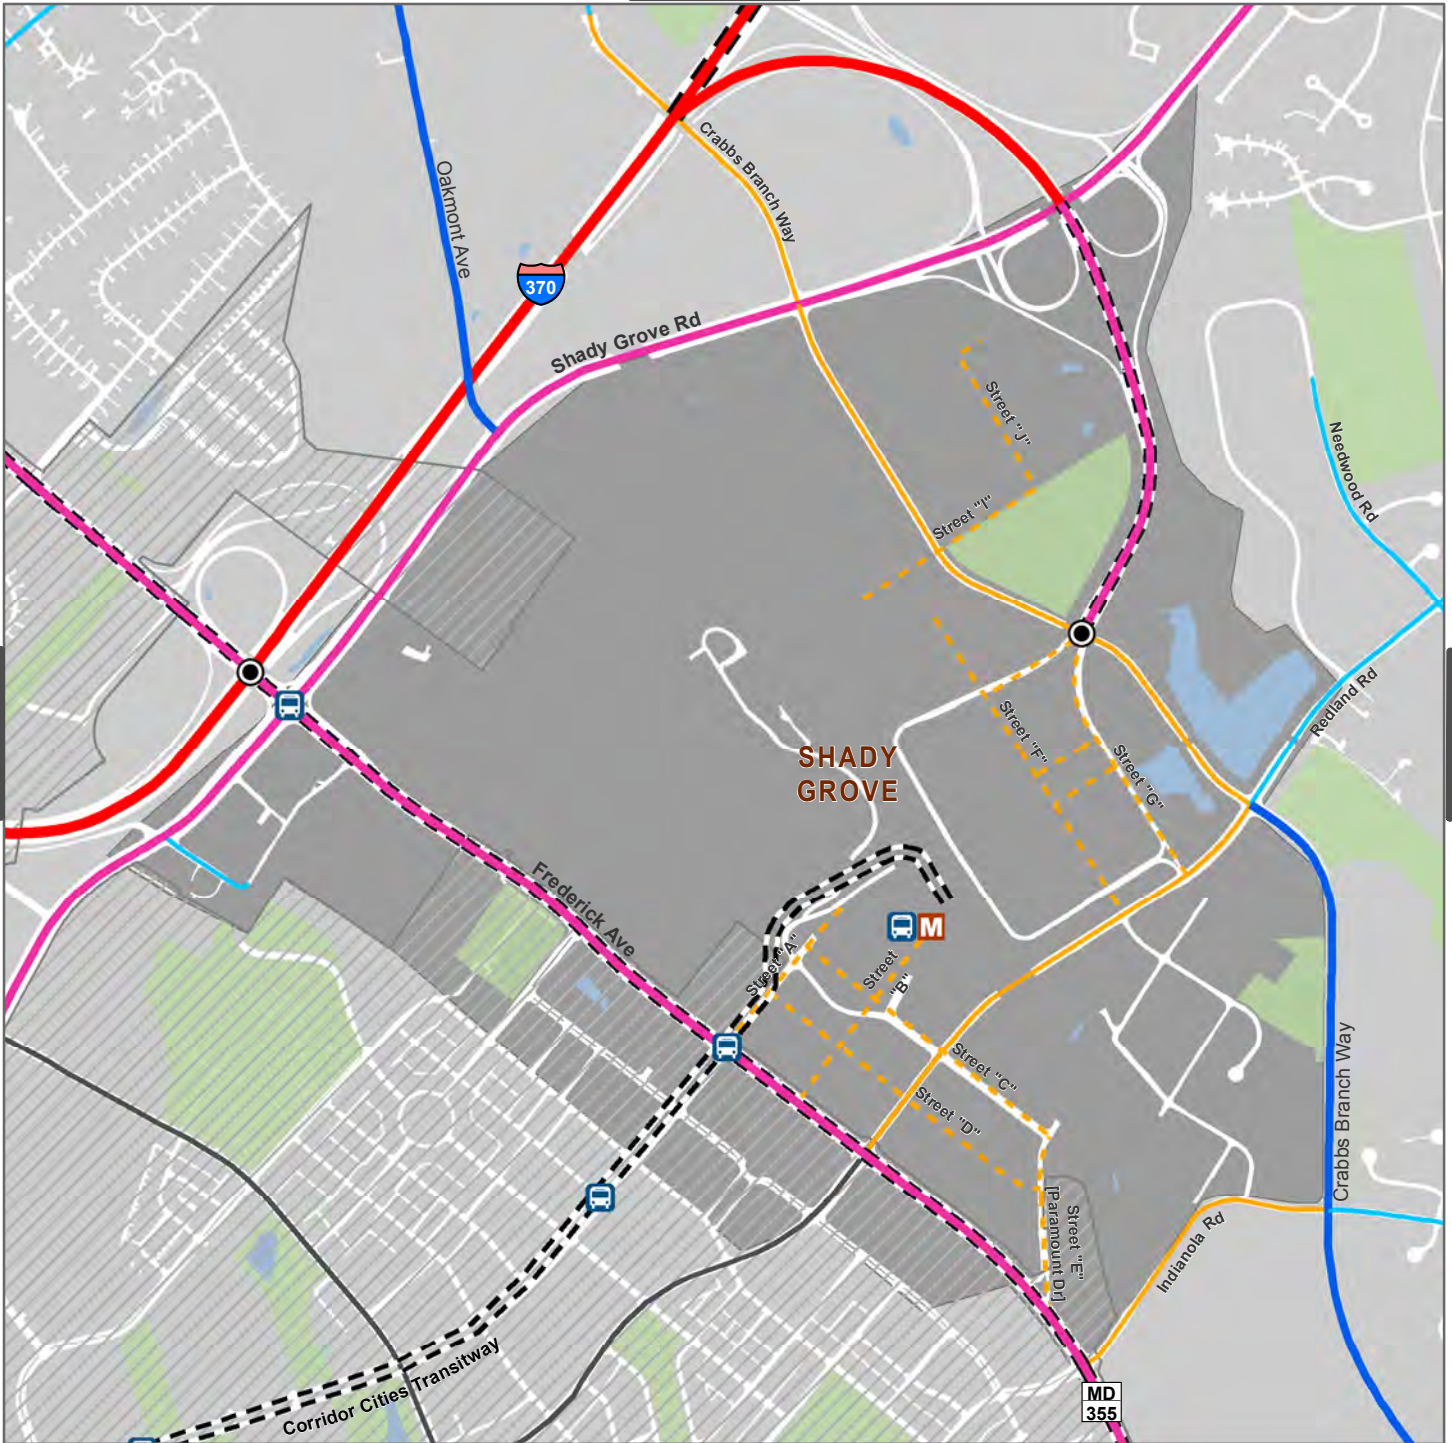 Crabbs Branch Way
Oakmont Ave
370
Shady Grove Rd
Street "J"
Needwood Rd
Street "I"
Redland Rd
Street "F"
SHADY
GROVE
Street "G"
Frederick Ave
M
Street "A"
Street
"B"
Street "C"
Street "D"
Crabbs Branch Way
Street "E"
[Paramount Dr]
Indianola Rd
Corridor Cities Transitway
MD
355